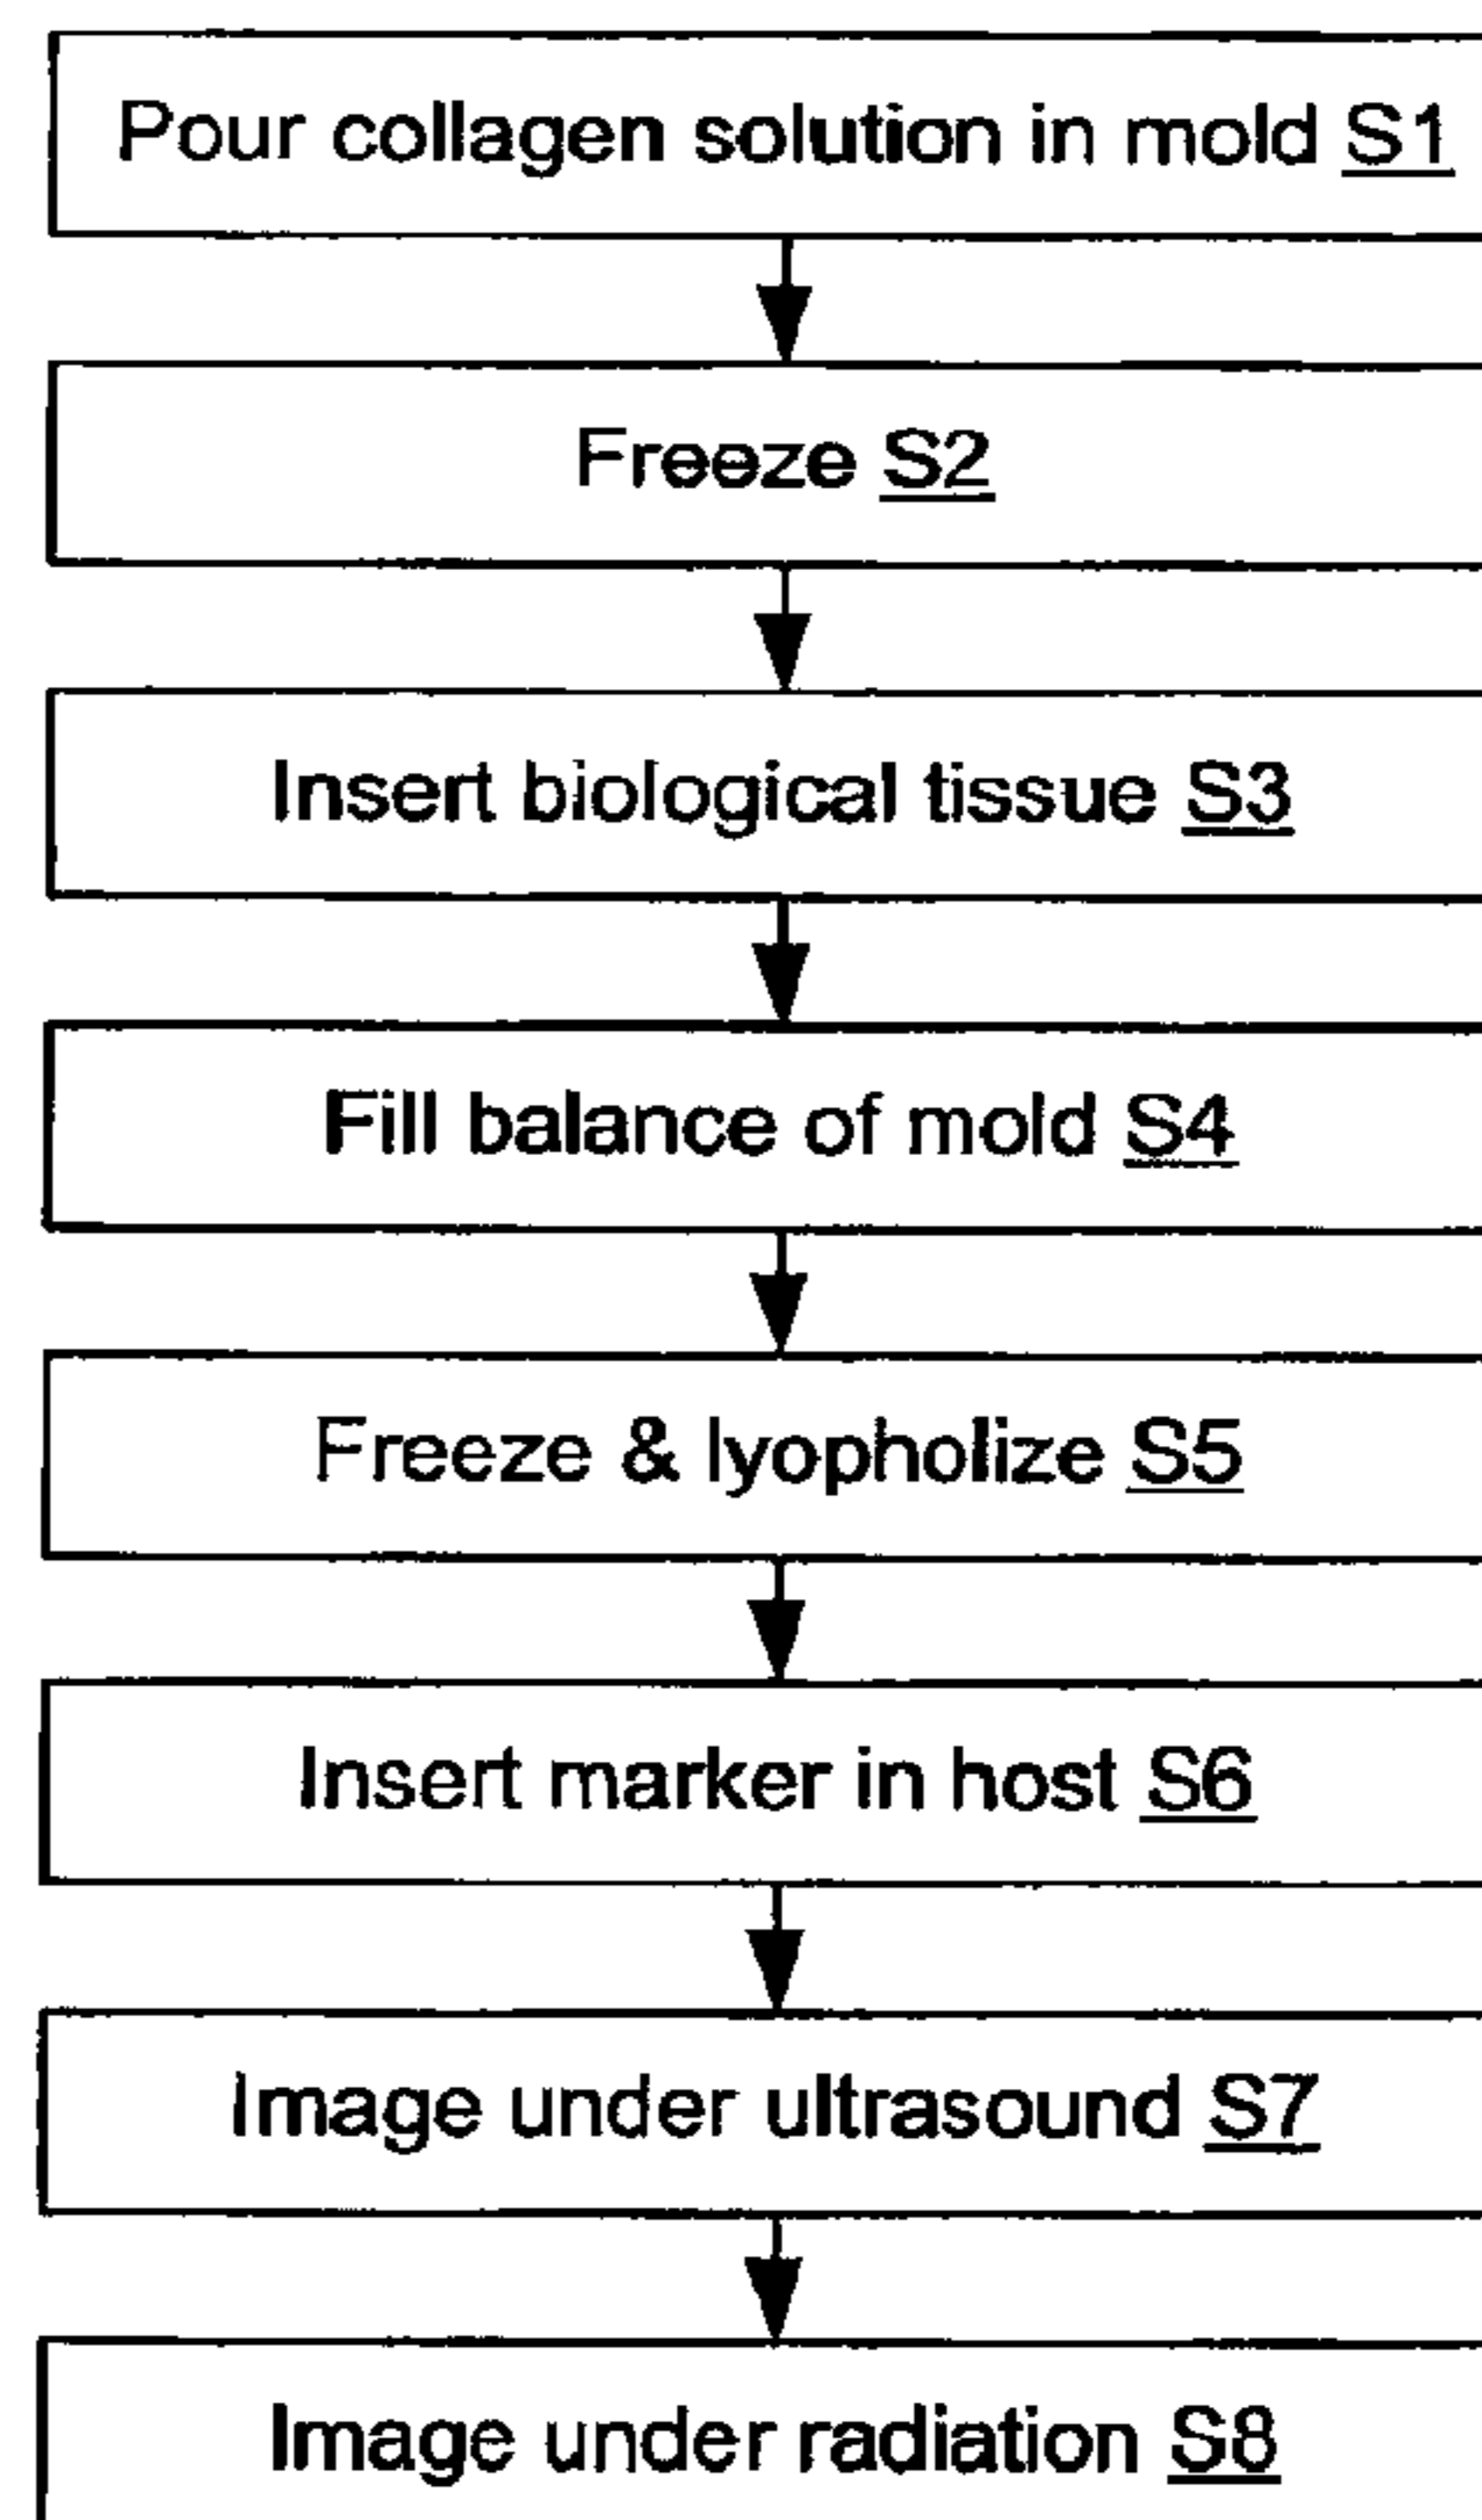 Pour collagen solution in mold S1
Freeze S2
Insert biological tissue S3
Fill balance of mold S4
Freeze & lyopholize S5
Insert marker in host S6
Image under ultrasound S7
Image under radiation S8